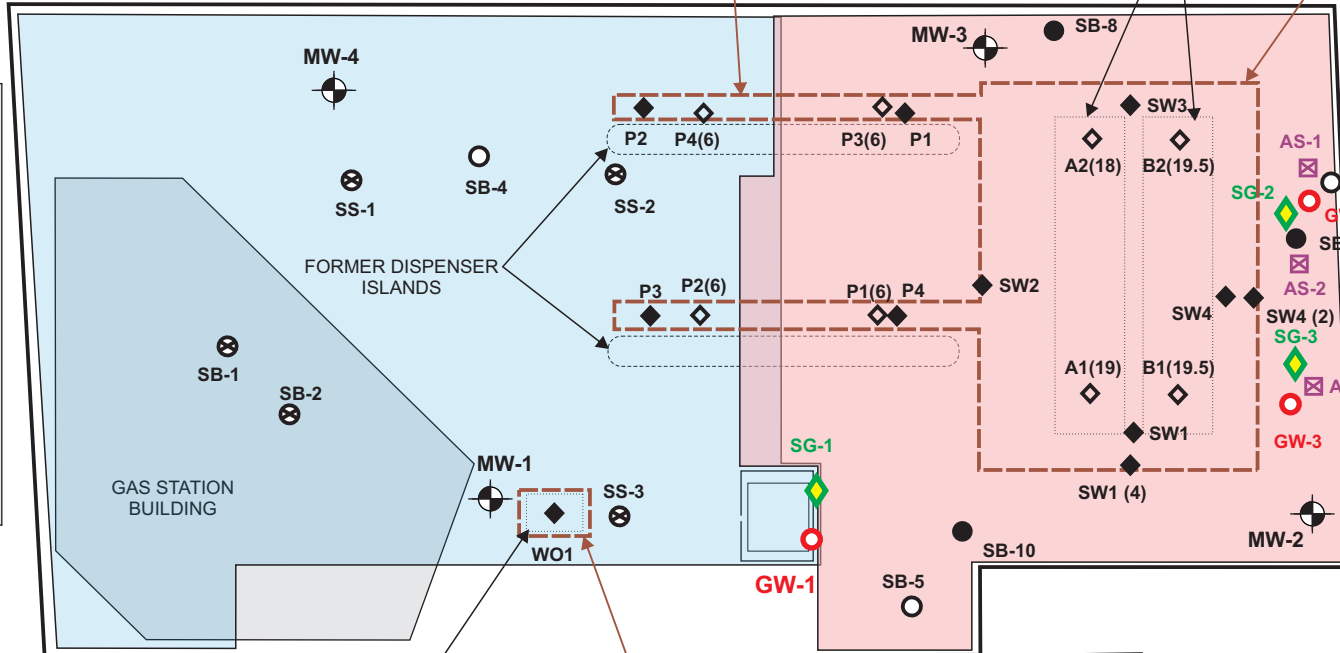 SB-8
MW-3
MW-4
SW3
P2
P4(6)
P3(6)
P1
AS-1
A2(18)
B2(19.5)
SB-4
SG-2
SS-1
SS-2
FORMER DISPENSER
ISLANDS
AS-2
P3
P2(6)
P1(6)
P4
SW2
SW4
SW4 (2)
SG-3
SB-1
A1(19)
B1(19.5)
SB-2
SW1
GW-3
SG-1
MW-1
GAS STATION
BUILDING
SS-3
SW1 (4)
MW-2
WO1
SB-10
GW-1
SB-5